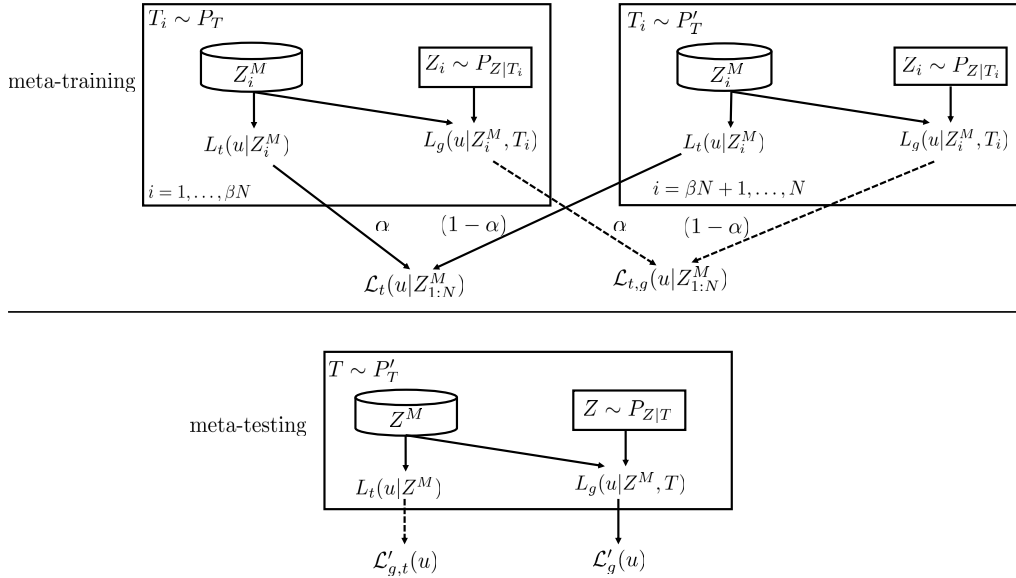 T_i ∼ P_T
T_i ∼ P'_T
meta-training
Z_i^M
Z_i ∼ P_{Z|T_i}
Z_i^M
Z_i ∼ P_{Z|T_i}
L_t(u|Z_i^M)
L_g(u|Z_i^M, T_i)
L_t(u|Z_i^M)
L_g(u|Z_i^M, T_i)
i = 1, . . . , βN
i = βN + 1, . . . , N
α
(1 − α)
α
(1 − α)
ℒ_t(u|Z_{1:N}^M)
ℒ_{t,g}(u|Z_{1:N}^M)
T ∼ P'_T
meta-testing
Z^M
Z ∼ P_{Z|T}
L_t(u|Z^M)
L_g(u|Z^M, T)
ℒ'_{g,t}(u)
ℒ'_g(u)